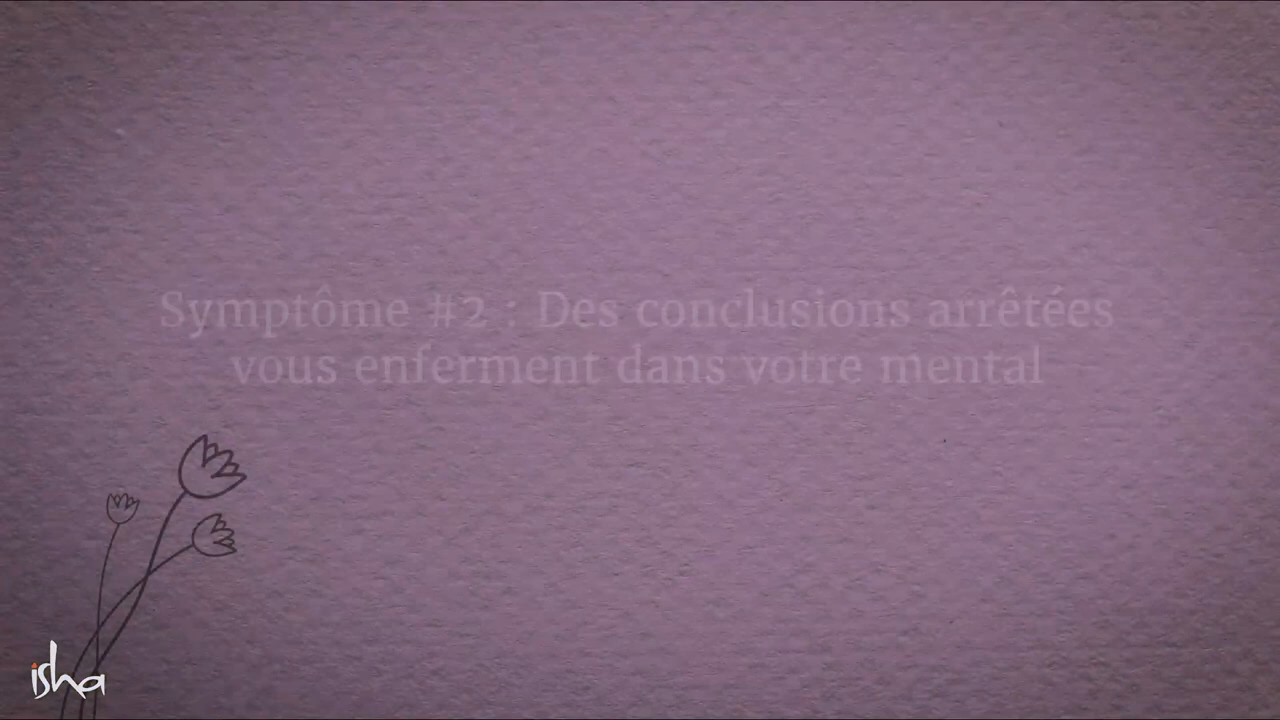 Symptôme #2 : Des conclusions arrêtées
vous enferment dans votre mental
isha